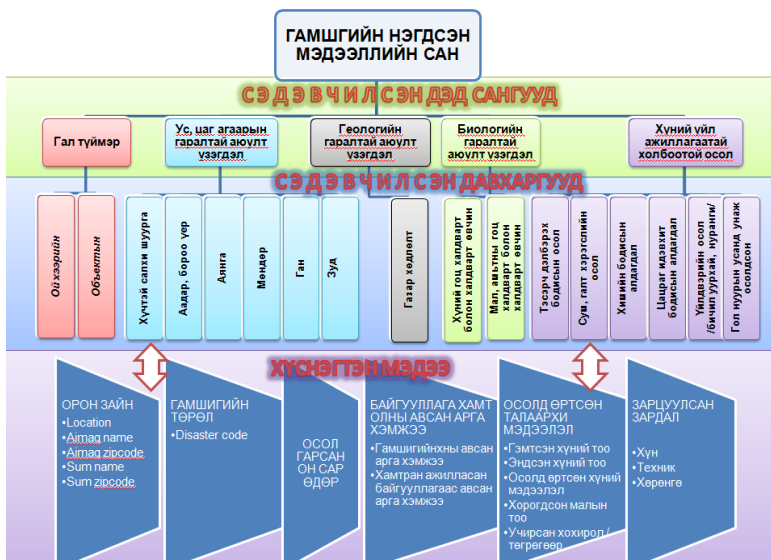 ГАМШГИЙН НЭГДСЭН
МЭДЭЭЛЛИЙН САН
СЭДЭВЧИЛСЭН ДЭД САНГУУД
Гал түймэр
Ус, цаг агаарын
гаралтай аюулт
үзэгдэл
Геологийн
гаралтай аюулт
үзэгдэл
Биологийн
гаралтай
аюулт үзэгдэл
Хүний үйл
ажиллагаатай
холбоотой осол
СЭДЭВЧИЛСЭН ДАВХАРГУУД
Ой хээрийн
Объектын
Хүчтэй салхи шуурга
Аадар, бороо үер
Аянга
Мөндөр
Ган
Зуд
Газар хөдлөлт
Хүний гоц халдварт
болон халдварт өвчин
Мал, амьтны гоц
халдварт болон
халдварт өвчин
Тэсэрч дэлбэрэх
бодисын осол
Сум, галт хэрэгслийн
осол
Химийн бодисын
алдагдал
Цацраг идэвхит
бодисын алдагдал
Үйлдвэрийн осол
/бичил уурхай, нуранги/
Гол нуурын усанд унаж
осолдсон
ХҮСНЭГТЭН МЭДЭЭ
ОРОН ЗАЙН
•Location
•Aimag name
•Aimag zipcode
•Sum name
•Sum zipcode
ГАМШИГИЙН
ТӨРӨЛ
•Disaster code
ОСОЛ
ГАРСАН
ОН САР
ӨДӨР
БАЙГУУЛЛАГА ХАМТ
ОЛНЫ АВСАН АРГА
ХЭМЖЭЭ
•Гамшигийнхны авсан
арга хэмжээ
•Хамтран ажилласан
байгууллагаас авсан
арга хэмжээ
ОСОЛД ӨРТСӨН
ТАЛААРХИ
МЭДЭЭЛЭЛ
•Гэмтсэн хүний тоо
•Эндсэн хүний тоо
•Осолд өртсөн хүний
мэдээлэл
•Хорогдсон малын
тоо
•Учирсан хохирол /
төгрөгөөр
ЗАРЦУУЛСАН
ЗАРДАЛ
•Хүн
•Техник
•Хөрөнгө